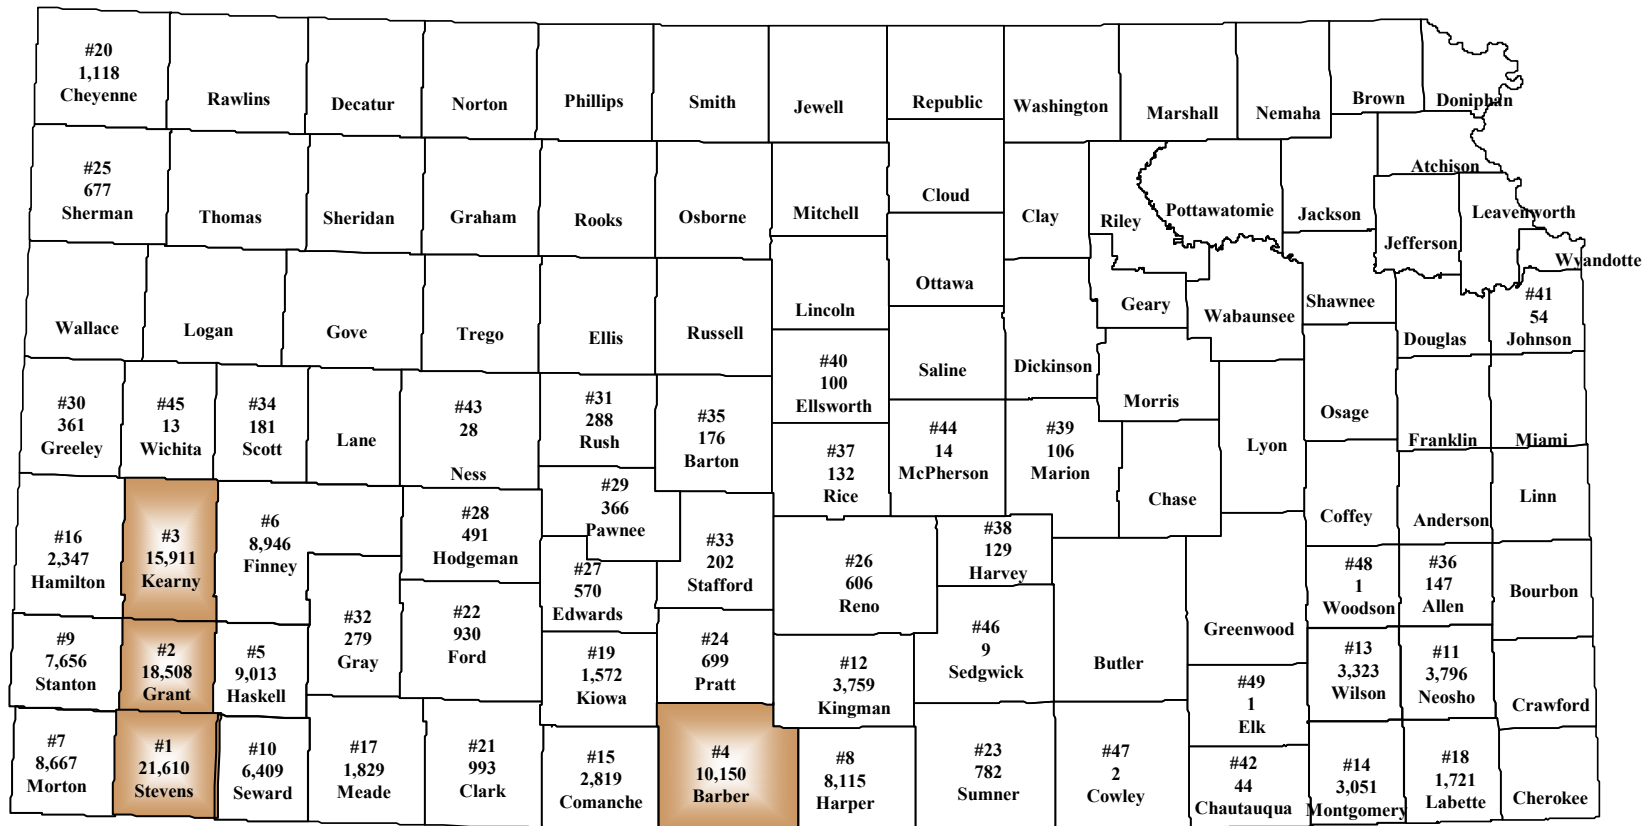 #20
1,118
Cheyenne
Rawlins
Decatur
Norton
Phillips
Smith
Jewell
Republic
Washington
Marshall
Nemaha
Brown
Doniphan
#25
677
Sherman
Thomas
Sheridan
Graham
Rooks
Osborne
Mitchell
Cloud
Clay
Riley
Pottawatomie
Jackson
Atchison
Jefferson
Leavenworth
Wyandotte
Wallace
Logan
Gove
Trego
Ellis
Russell
Lincoln
Ottawa
Saline
Dickinson
Geary
Wabaunsee
Shawnee
Douglas
#41
54
Johnson
#30
361
Greeley
#45
13
Wichita
#34
181
Scott
Lane
#43
28
Ness
#31
288
Rush
#35
176
Barton
#40
100
Ellsworth
#37
132
Rice
#44
14
McPherson
#39
106
Marion
Morris
Chase
Lyon
Osage
Franklin
Miami
Coffey
Anderson
Linn
#16
2,347
Hamilton
#3
15,911
Kearny
#6
8,946
Finney
#28
491
Hodgeman
#29
366
Pawnee
#27
570
Edwards
#33
202
Stafford
#26
606
Reno
#38
129
Harvey
#46
9
Sedgwick
Butler
Greenwood
#48
1
Woodson
#36
147
Allen
Bourbon
#9
7,656
Stanton
#2
18,508
Grant
#5
9,013
Haskell
#32
279
Gray
#22
930
Ford
#19
1,572
Kiowa
#24
699
Pratt
#12
3,759
Kingman
#49
1
Elk
#13
3,323
Wilson
#11
3,796
Neosho
Crawford
#7
8,667
Morton
#1
21,610
Stevens
#10
6,409
Seward
#17
1,829
Meade
#21
993
Clark
#15
2,819
Comanche
#4
10,150
Barber
#8
8,115
Harper
#23
782
Sumner
#47
2
Cowley
#42
44
Chautauqua
#14
3,051
Montgomery
#18
1,721
Labette
Cherokee